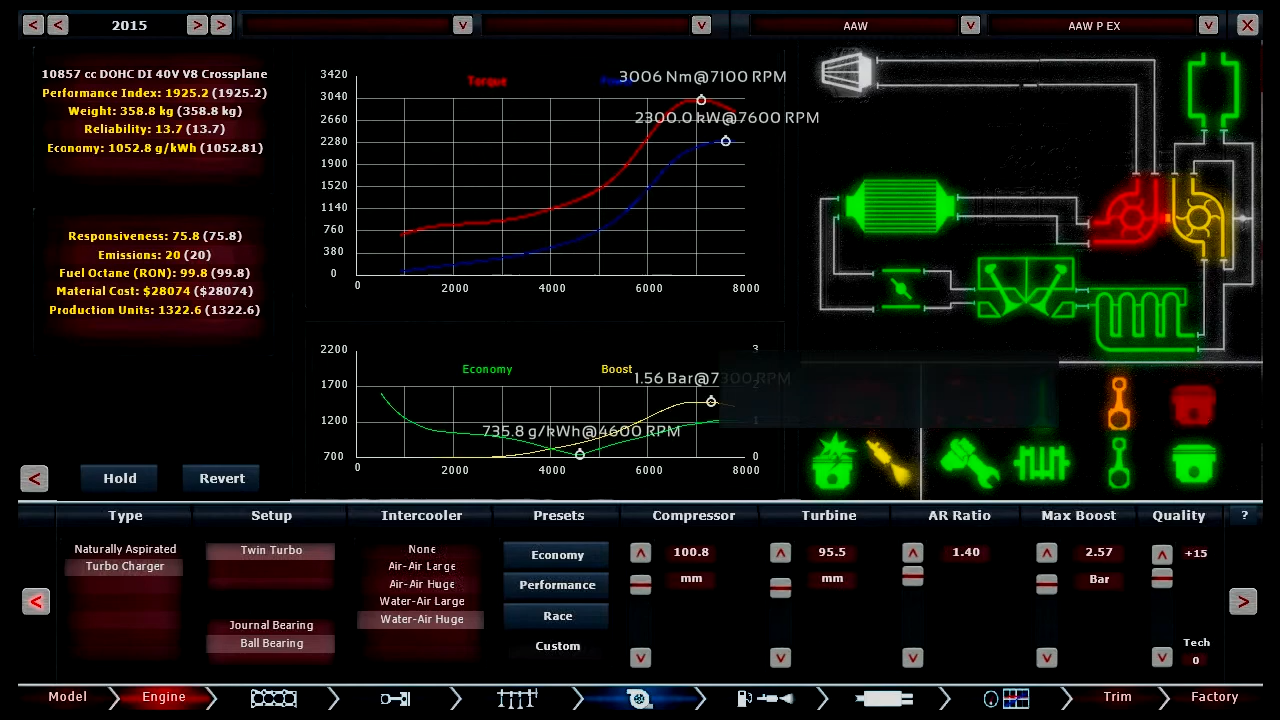 < < 2015 > > v v AAW v AAW P EX v X
10857 cc DOHC DI 40V V8 Crossplane
Performance Index: 1925.2 (1925.2)
Weight: 358.8 kg (358.8 kg)
Reliability: 13.7 (13.7)
Economy: 1052.8 g/kWh (1052.81)
Responsiveness: 75.8 (75.8)
Emissions: 20 (20)
Fuel Octane (RON): 99.8 (99.8)
Material Cost: $28074 ($28074)
Production Units: 1322.6 (1322.6)
< Hold Revert
Torque
3006 Nm@7100 RPM
2300.0 kW@7600 RPM
3420
3040
2660
2280
1900
1520
1140
760
380
0
0 2000 4000 6000 8000
2200 3
Economy Boost
1.56 Bar@7300 RPM
1700 2
1200 1
735.8 g/kWh@4600 RPM
700 0
0 2000 4000 6000 8000
Type Setup Intercooler Presets Compressor Turbine AR Ratio Max Boost Quality ?
Naturally Aspirated
Turbo Charger
Twin Turbo
Journal Bearing
Ball Bearing
None
Air-Air Large
Air-Air Huge
Water-Air Large
Water-Air Huge
Economy
Performance
Race
Custom
100.8
mm
95.5
mm
1.40
2.57
Bar
+15
Tech
0
Model Engine Trim Factory